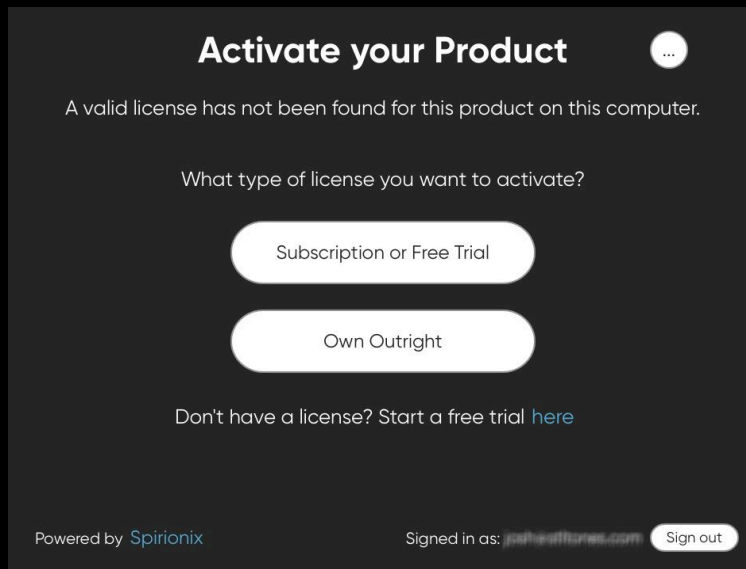 Activate your Product
...
A valid license has not been found for this product on this computer.
What type of license you want to activate?
Subscription or Free Trial
Own Outright
Don't have a license? Start a free trial here
Powered by Spirionix
Signed in as:
Sign out